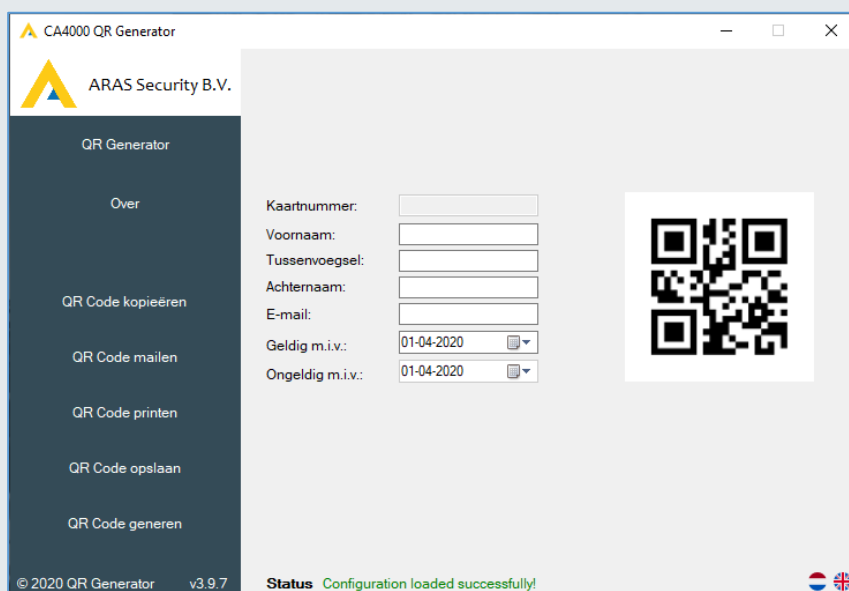 CA4000 QR Generator
ARAS Security B.V.
QR Generator
Over
QR Code kopieëren
QR Code mailen
QR Code printen
QR Code opslaan
QR Code generen
© 2020 QR Generator v3.9.7
Kaartnummer:
Voornaam:
Tussenvoegsel:
Achternaam:
E-mail:
Geldig m.i.v.: 01-04-2020
Ongeldig m.i.v.: 01-04-2020
Status Configuration loaded successfully!